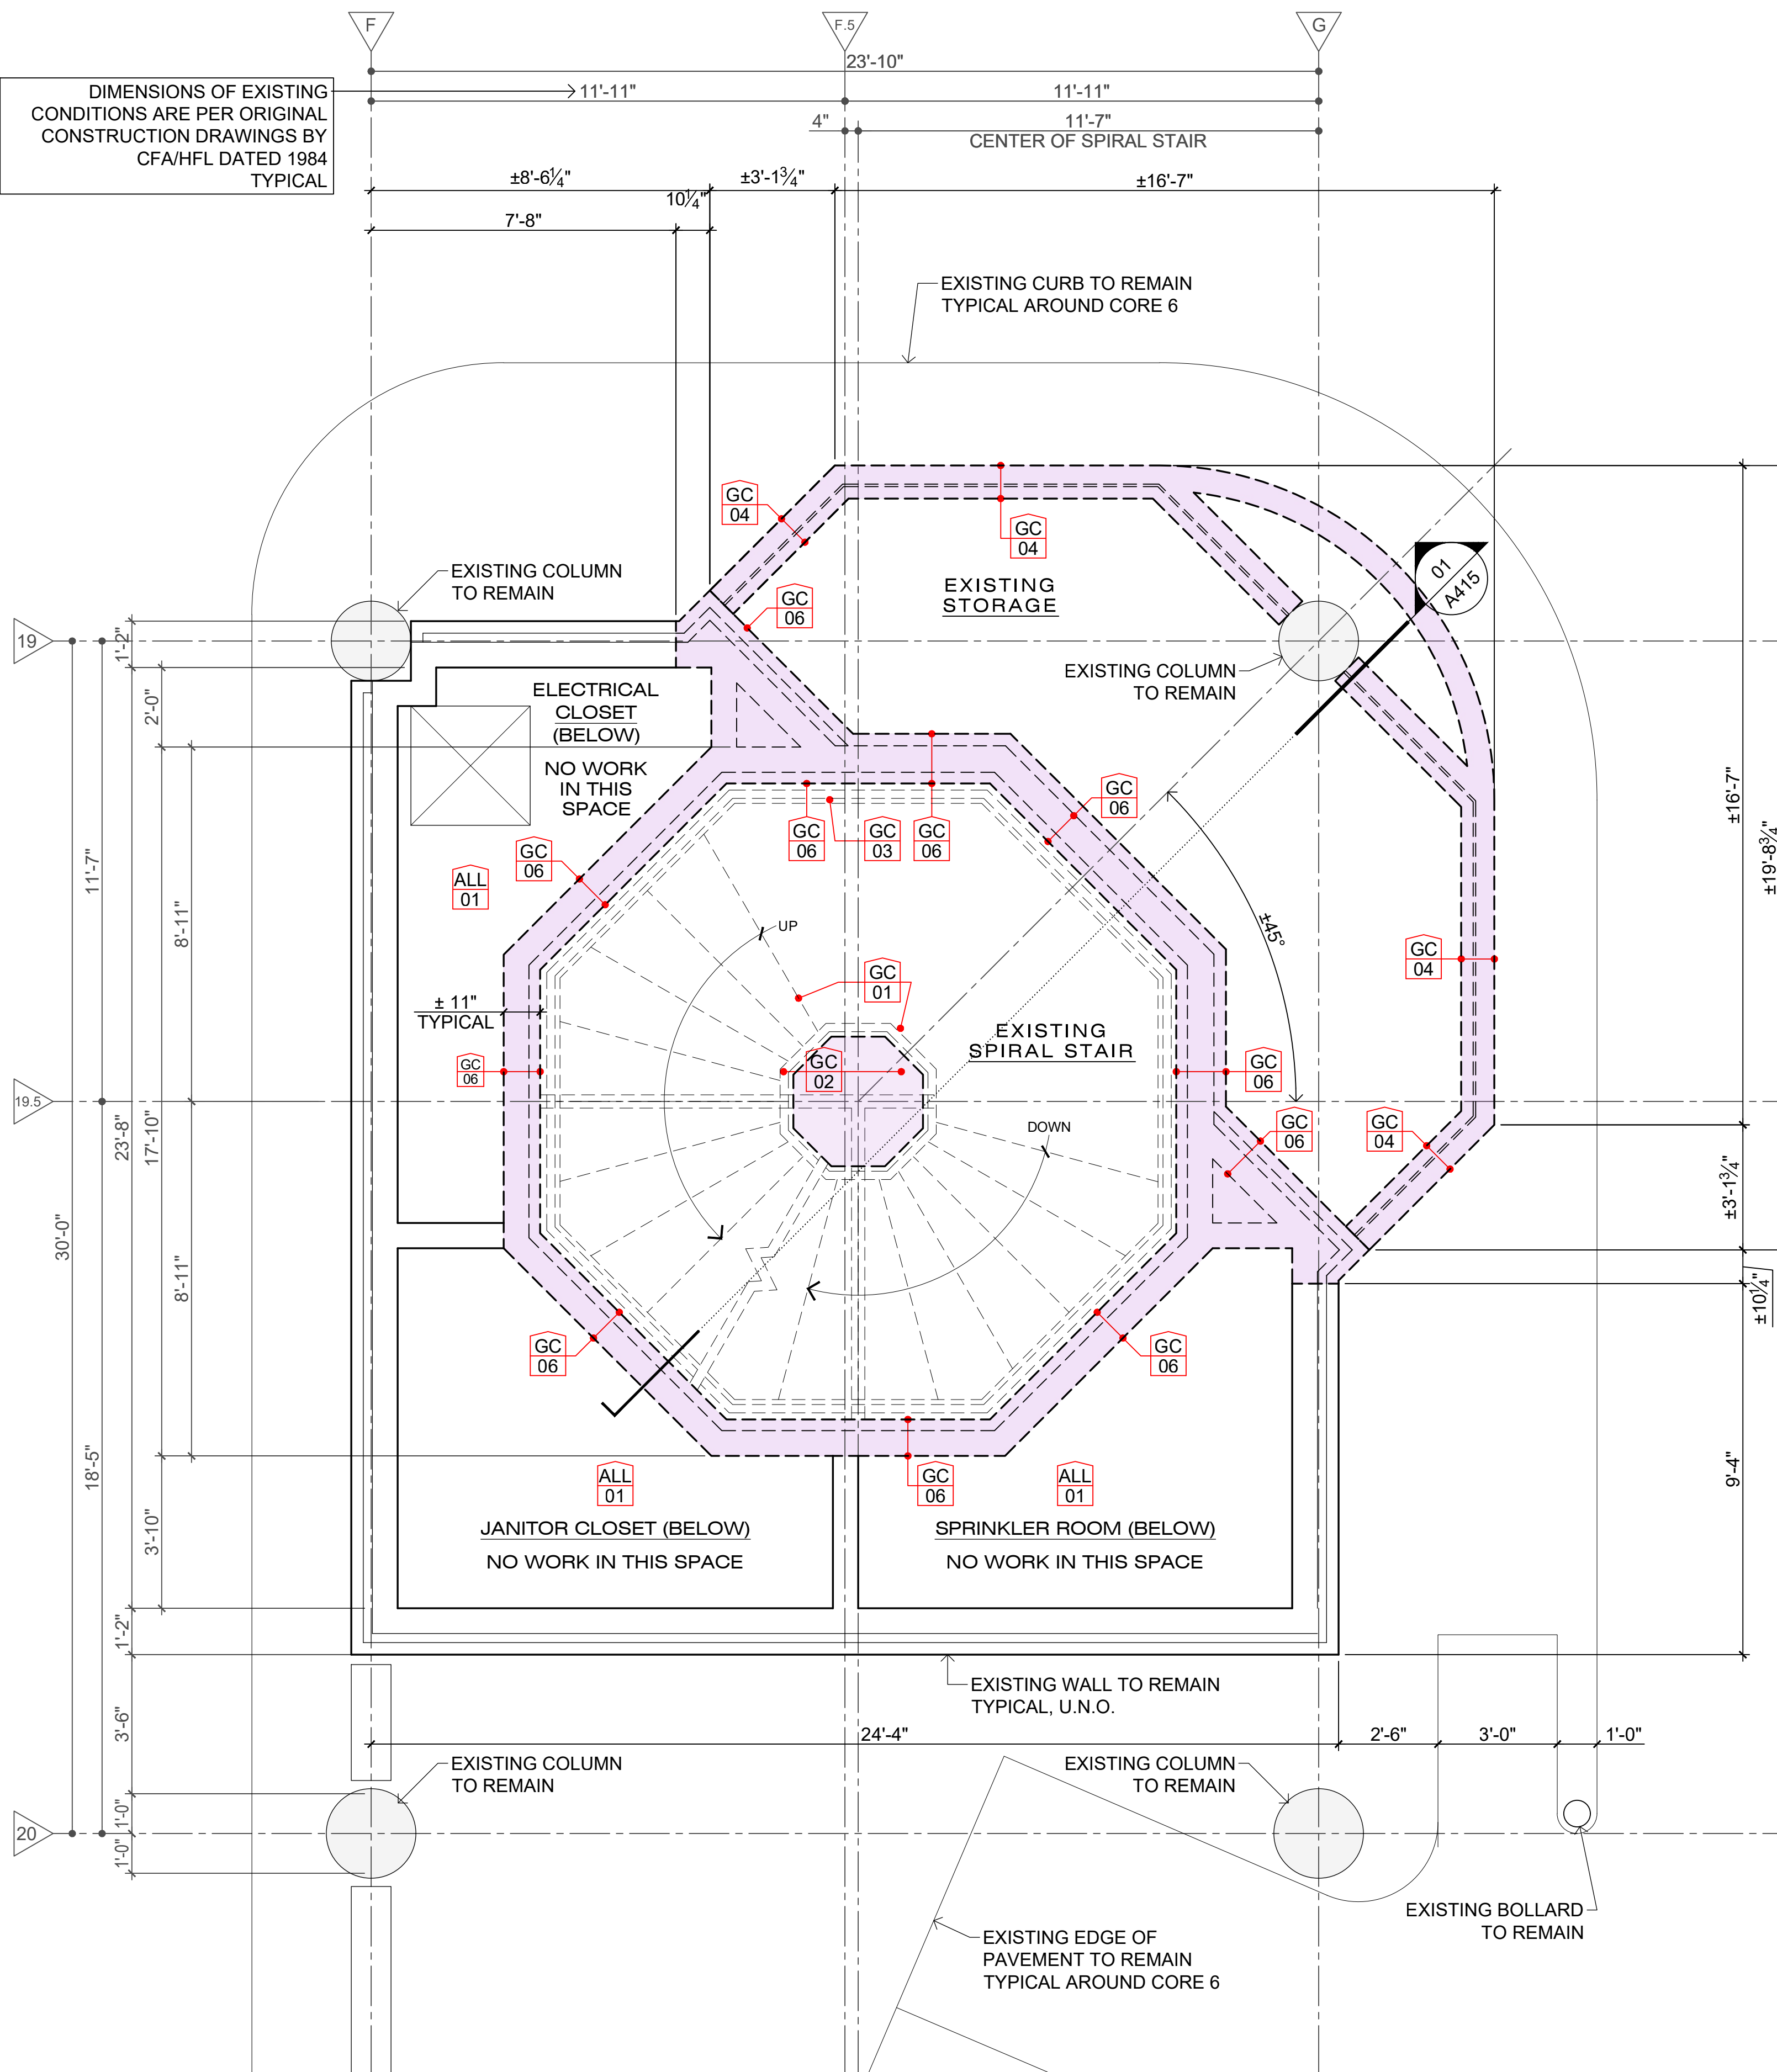 F
F.5
G
23'-10"
DIMENSIONS OF EXISTING
CONDITIONS ARE PER ORIGINAL
CONSTRUCTION DRAWINGS BY
CFA/HFL DATED 1984
TYPICAL
11'-11"
11'-11"
4"
11'-7"
CENTER OF SPIRAL STAIR
±8'-6¼"
±3'-1¾"
±16'-7"
10¼"
7'-8"
EXISTING CURB TO REMAIN
TYPICAL AROUND CORE 6
GC
04
GC
04
EXISTING COLUMN
TO REMAIN
GC
06
EXISTING
STORAGE
01
A415
19
1'-2"
EXISTING COLUMN
TO REMAIN
ELECTRICAL
CLOSET
(BELOW)
NO WORK
IN THIS
SPACE
2'-0"
GC
06
GC
06
GC
03
GC
06
GC
06
ALL
01
11'-7"
8'-11"
±16'-7"
±19'-8¾"
UP
±45°
GC
04
GC
01
± 11"
TYPICAL
EXISTING
SPIRAL STAIR
GC
06
GC
02
GC
06
19.5
DOWN
GC
06
GC
04
23'-8"
17'-10"
30'-0"
±3'-1¾"
8'-11"
±10¼"
GC
06
GC
06
18'-5"
9'-4"
ALL
01
GC
06
ALL
01
3'-10"
JANITOR CLOSET (BELOW)
NO WORK IN THIS SPACE
SPRINKLER ROOM (BELOW)
NO WORK IN THIS SPACE
1'-2"
EXISTING WALL TO REMAIN
TYPICAL, U.N.O.
3'-6"
24'-4"
2'-6"
3'-0"
1'-0"
EXISTING COLUMN
TO REMAIN
EXISTING COLUMN
TO REMAIN
1'-0"
20
1'-0"
EXISTING BOLLARD
TO REMAIN
EXISTING EDGE OF
PAVEMENT TO REMAIN
TYPICAL AROUND CORE 6